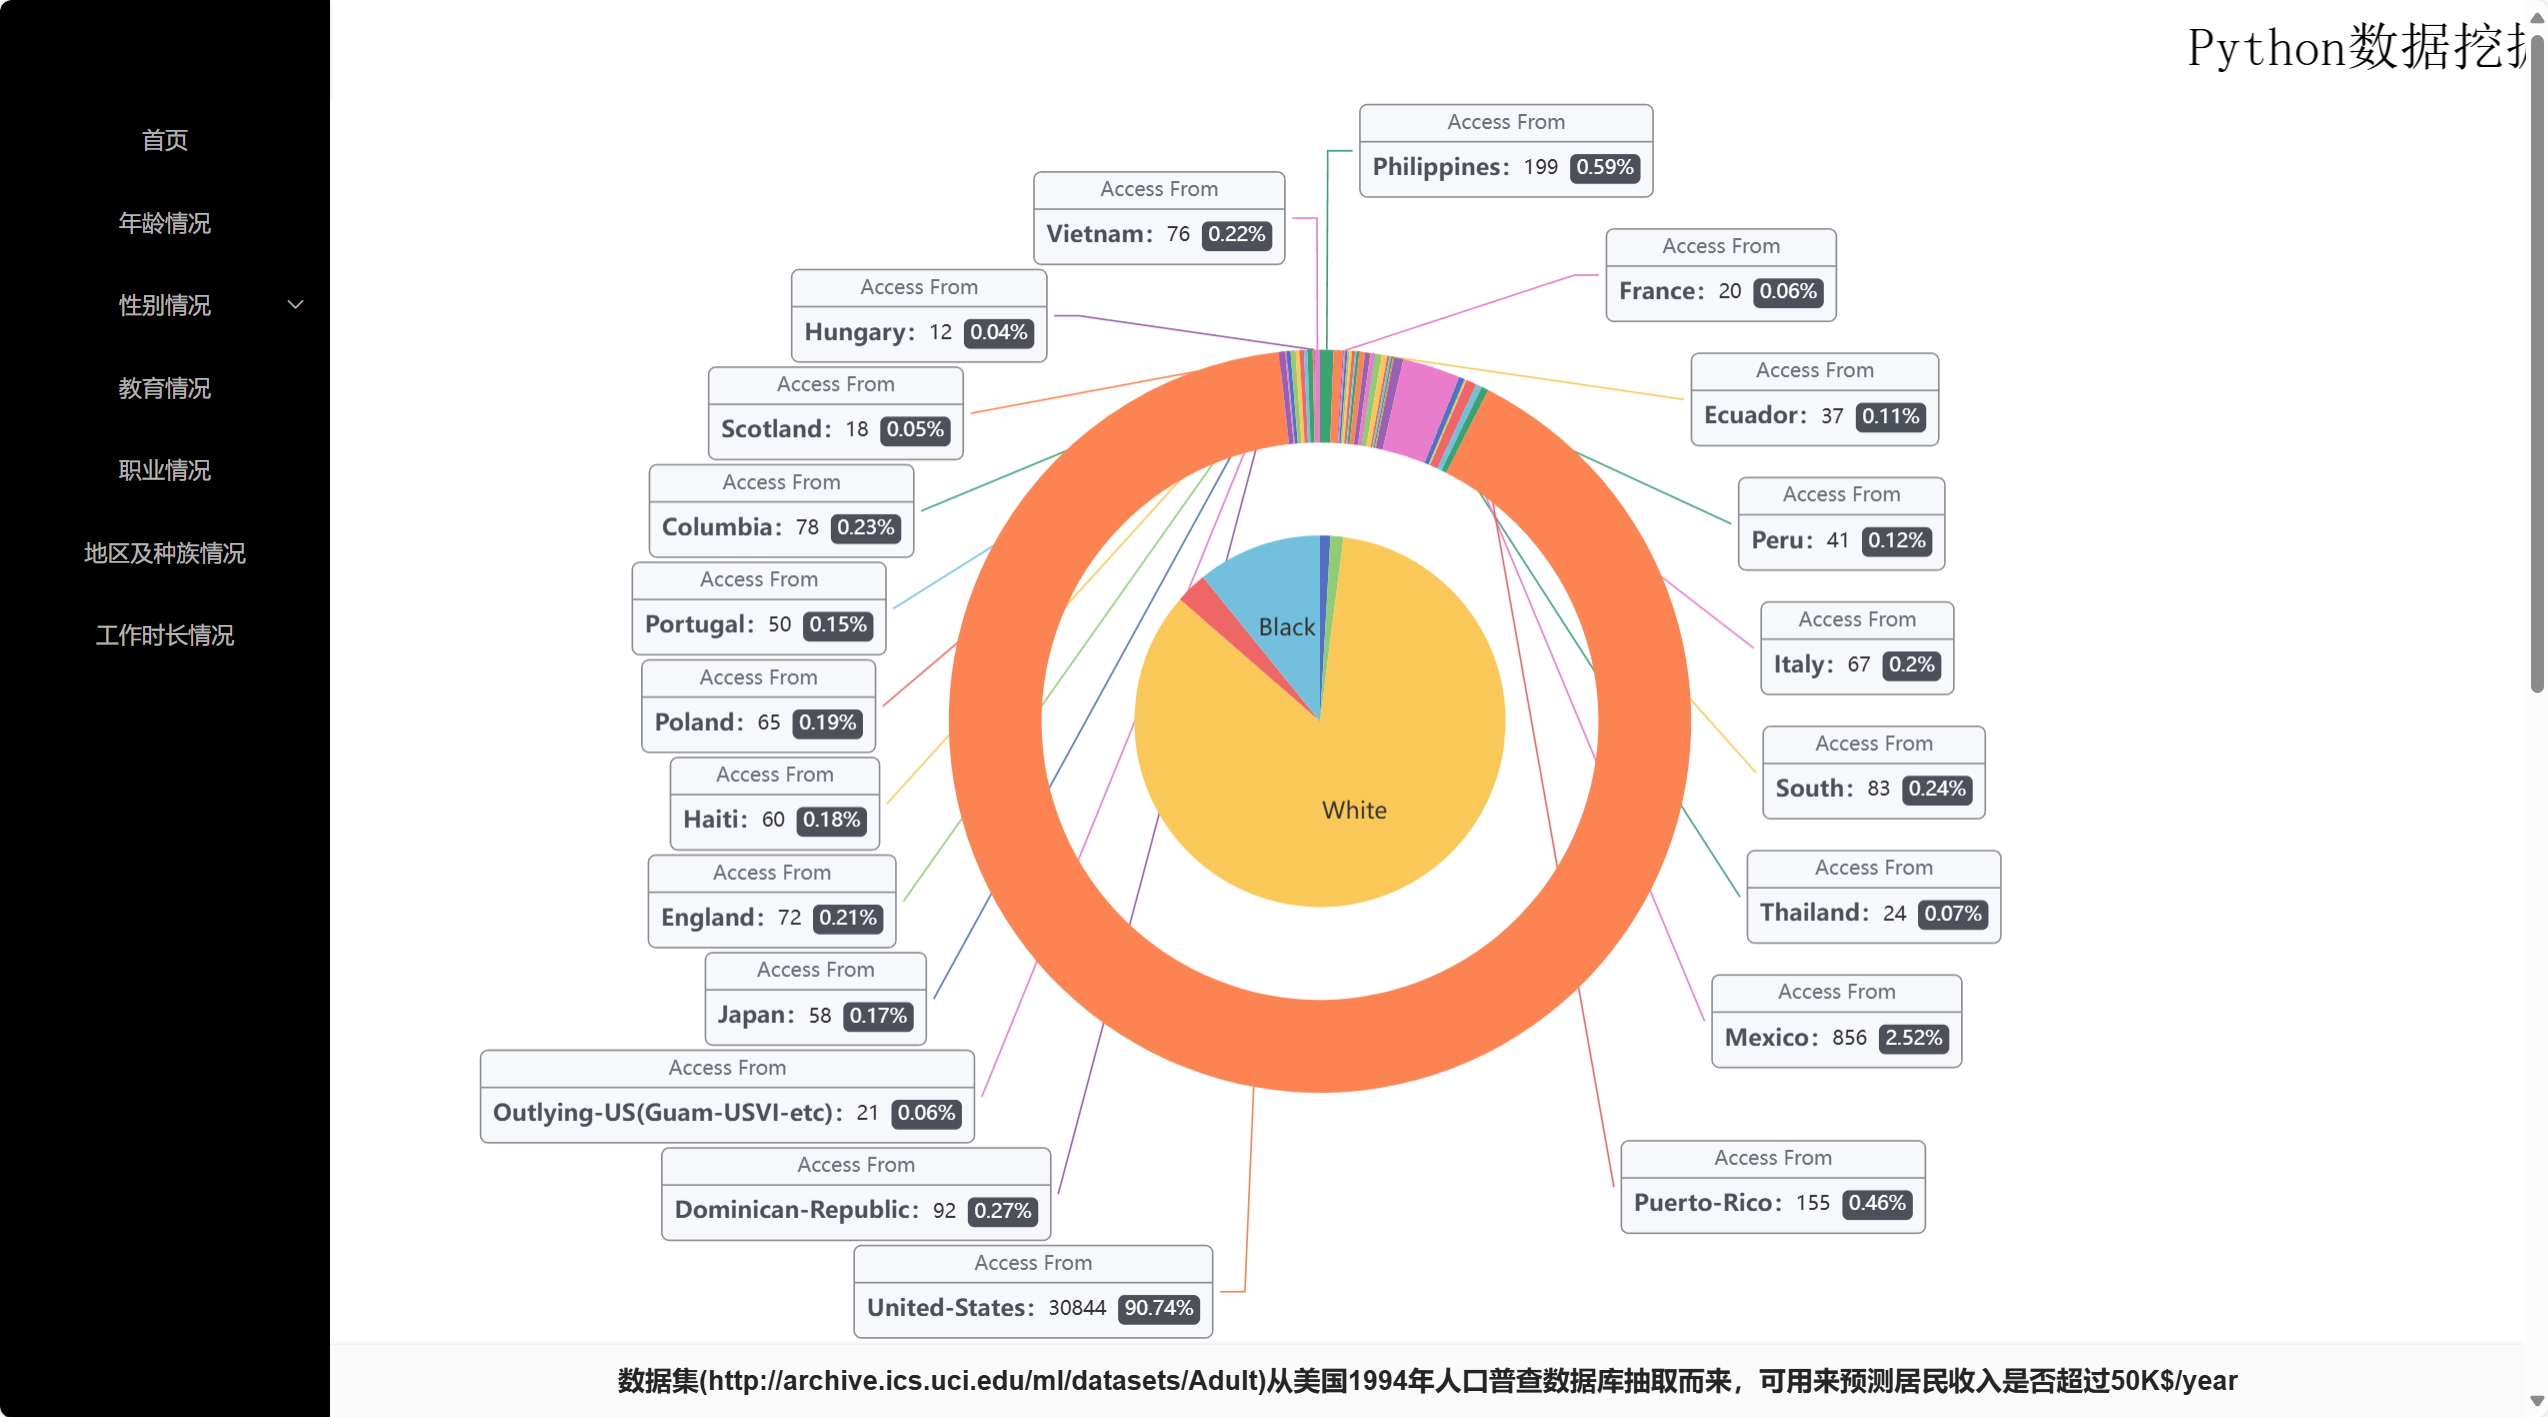 Python数据挖
首页
年龄情况
性别情况
教育情况
职业情况
地区及种族情况
工作时长情况
Access From
Philippines： 199 0.59%
Access From
Vietnam： 76 0.22%
Access From
France： 20 0.06%
Access From
Hungary： 12 0.04%
Access From
Ecuador： 37 0.11%
Access From
Scotland： 18 0.05%
Access From
Columbia： 78 0.23%
Access From
Peru： 41 0.12%
Access From
Portugal： 50 0.15%
Access From
Italy： 67 0.2%
Access From
Poland： 65 0.19%
Access From
South： 83 0.24%
Access From
Haiti： 60 0.18%
Access From
England： 72 0.21%
Access From
Thailand： 24 0.07%
Access From
Japan： 58 0.17%
Access From
Mexico： 856 2.52%
Access From
Outlying-US(Guam-USVI-etc)： 21 0.06%
Access From
Dominican-Republic： 92 0.27%
Access From
Puerto-Rico： 155 0.46%
Access From
United-States： 30844 90.74%
Black
White
数据集(http://archive.ics.uci.edu/ml/datasets/Adult)从美国1994年人口普查数据库抽取而来，可用来预测居民收入是否超过50K$/year